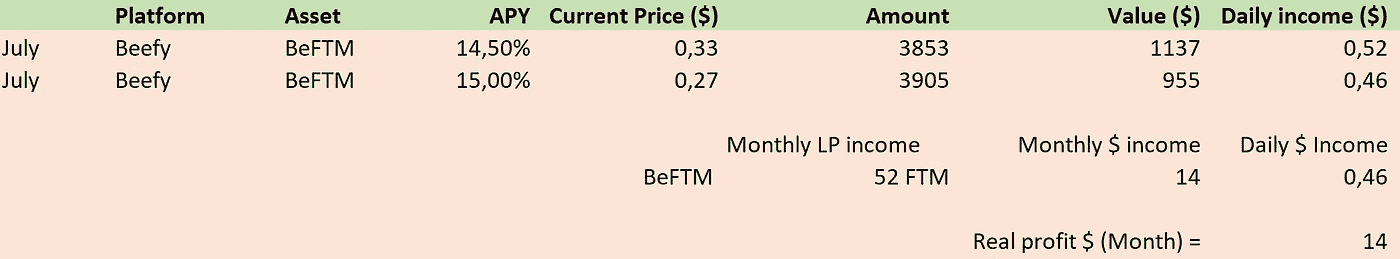 Platform Asset APY Current Price ($) Amount Value ($) Daily income ($)
July Beefy BeFTM 14,50% 0,33 3853 1137 0,52
July Beefy BeFTM 15,00% 0,27 3905 955 0,46
Monthly LP income Monthly $ income Daily $ Income
BeFTM 52 FTM 14 0,46
Real profit $ (Month) = 14